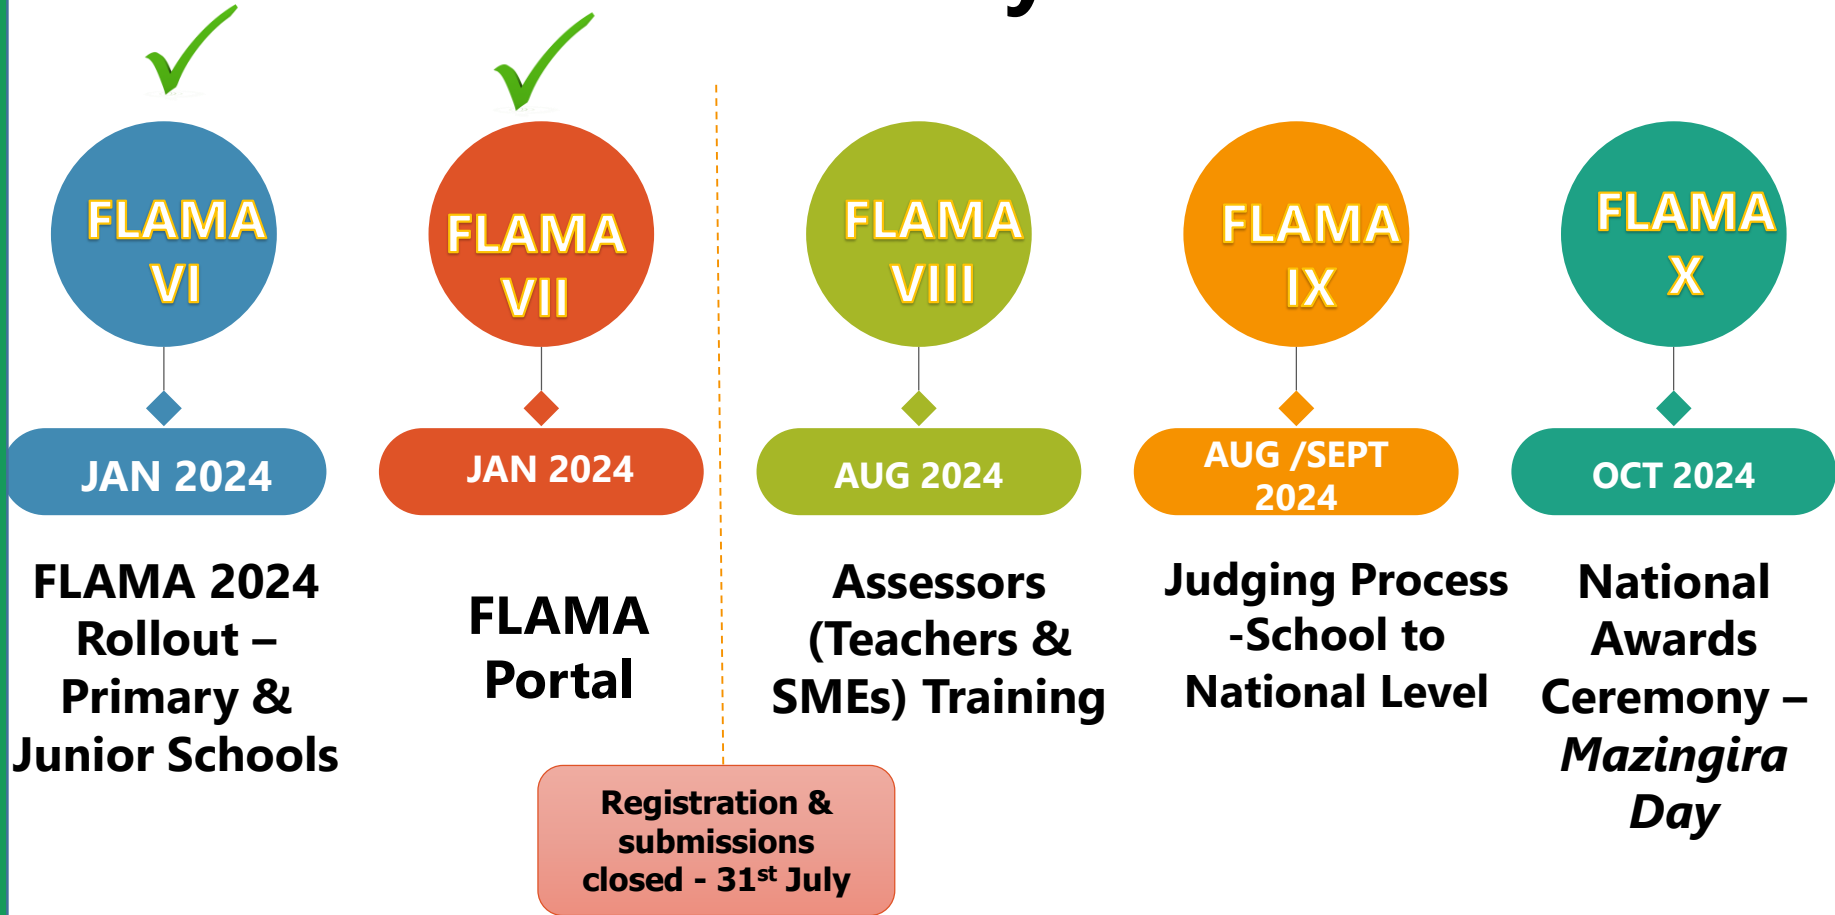 FLAMA
VI
JAN 2024
FLAMA 2024
Rollout –
Primary &
Junior Schools
FLAMA
VII
JAN 2024
FLAMA
Portal
Registration &
submissions
closed - 31st July
FLAMA
VIII
AUG 2024
Assessors
(Teachers &
SMEs) Training
FLAMA
IX
AUG /SEPT
2024
Judging Process
-School to
National Level
FLAMA
X
OCT 2024
National
Awards
Ceremony –
Mazingira
Day